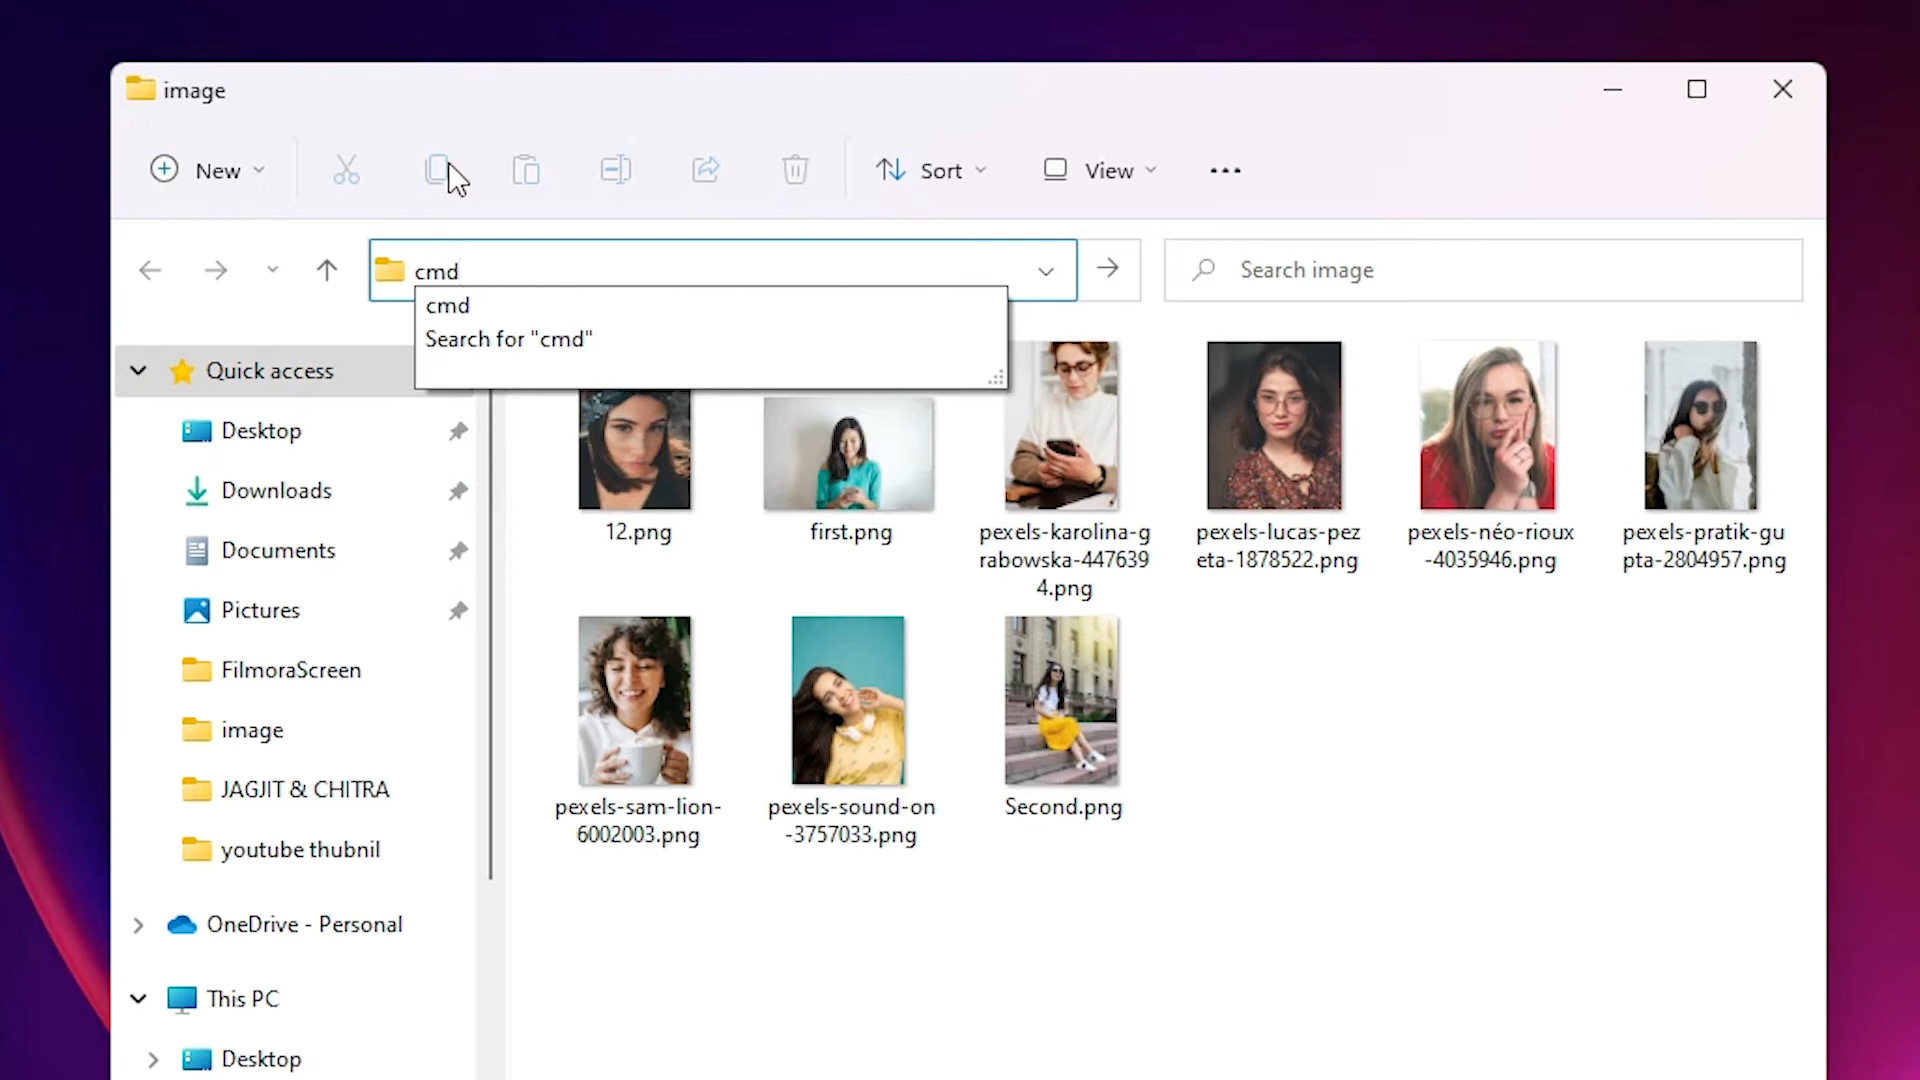 image
New
Sort
View
cmd
Search image
cmd
Search for "cmd"
Quick access
Desktop
Downloads
Documents
Pictures
FilmoraScreen
image
JAGJIT & CHITRA
youtube thubnil
OneDrive - Personal
This PC
Desktop
12.png
first.png
pexels-karolina-g
rabowska-447639
4.png
pexels-lucas-pez
eta-1878522.png
pexels-néo-rioux
-4035946.png
pexels-pratik-gu
pta-2804957.png
pexels-sam-lion-
6002003.png
pexels-sound-on
-3757033.png
Second.png